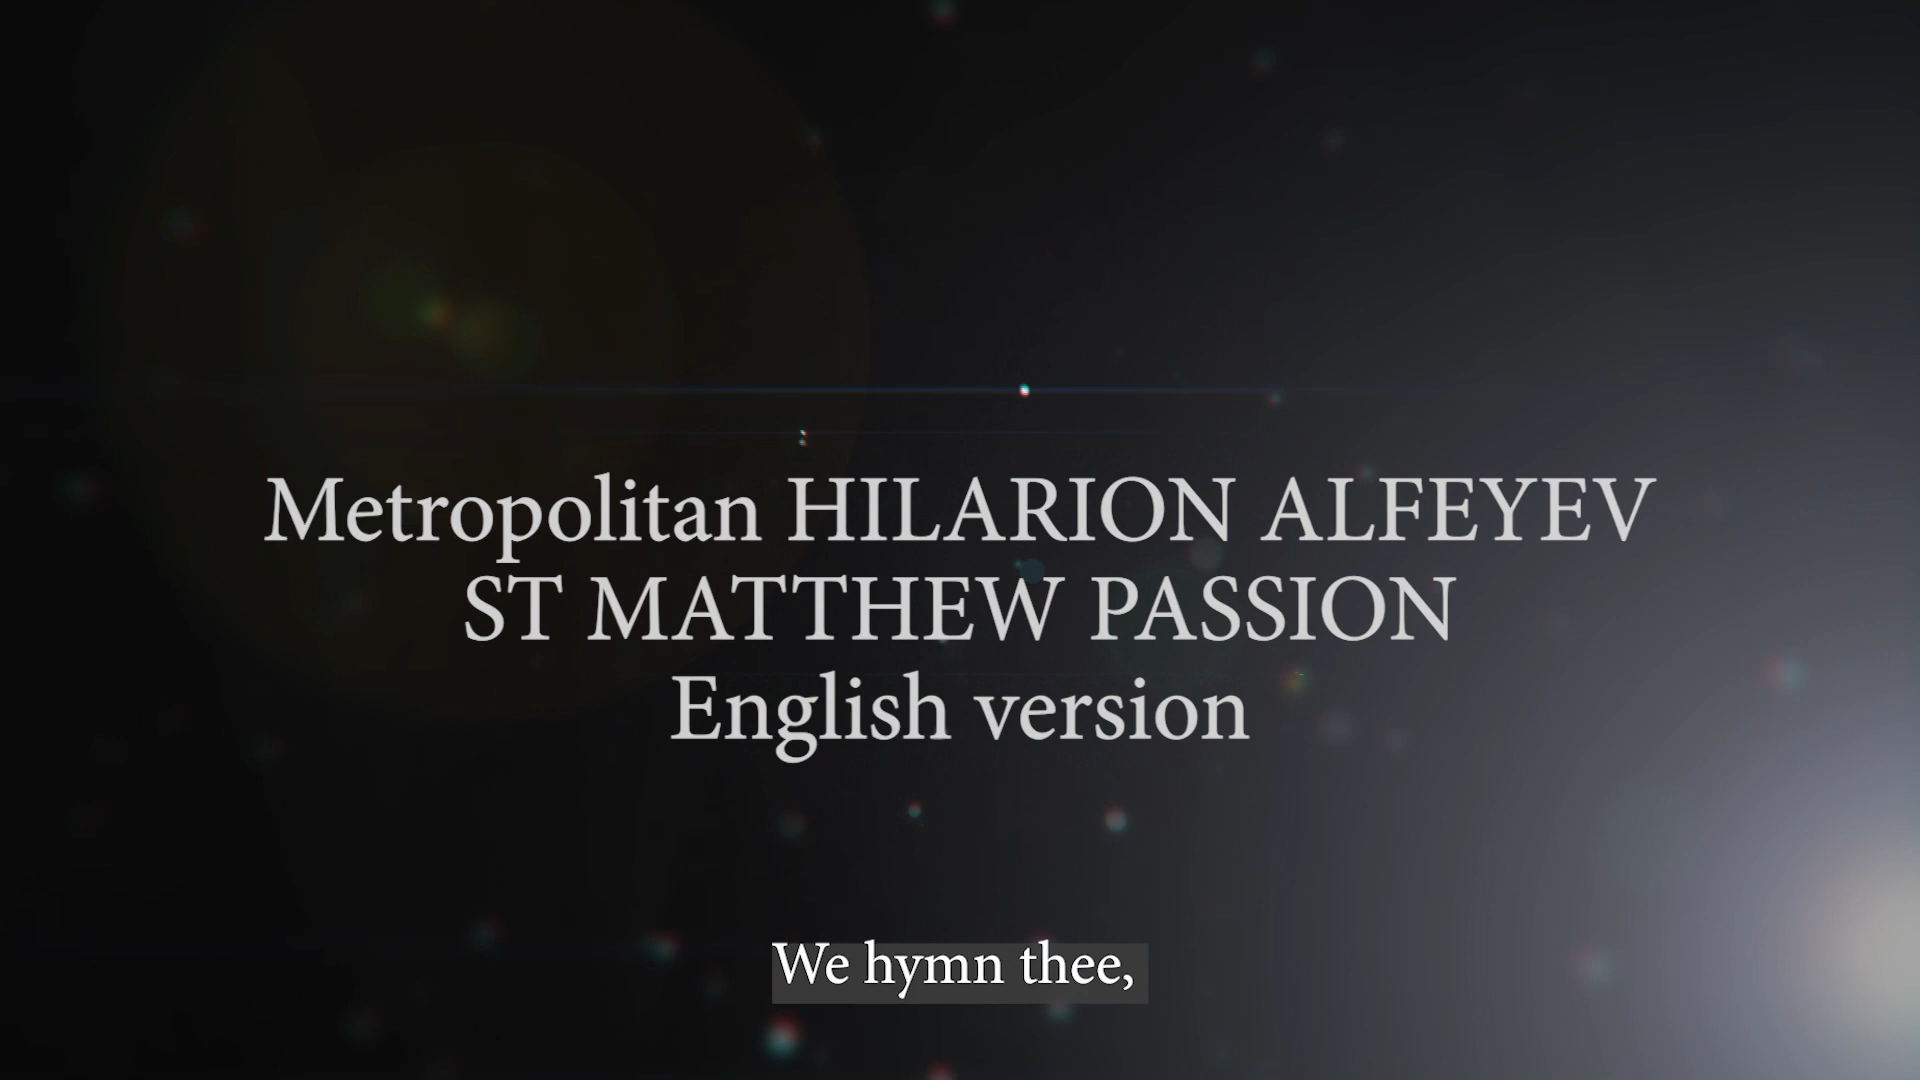 Metropolitan HILARION ALFEYEV
ST MATTHEW PASSION
English version
We hymn thee,